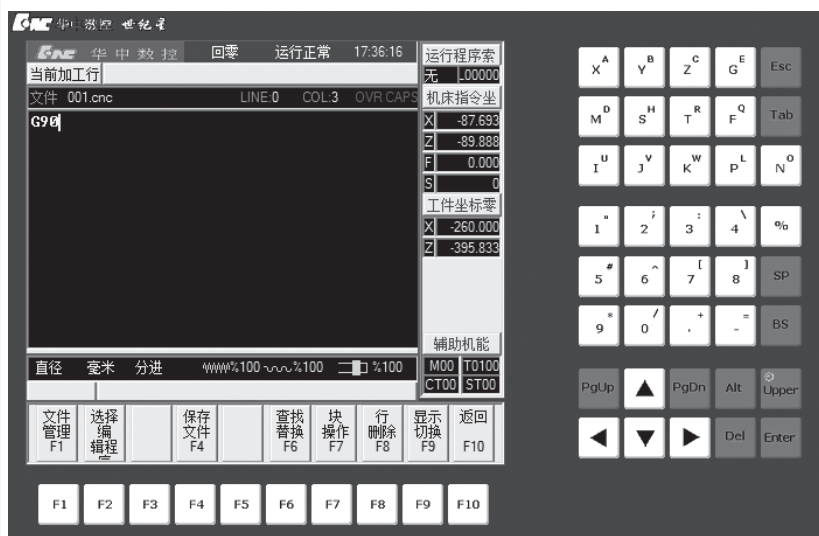 HNC 华中数控 世纪星
HNC 华中数控 回零 运行正常 17:36:16 运行程序索
当前加工行 无 L00000
文件 001.cnc LINE:0 COL:3 OVR CAPS 机床指令坐
G90 X -87.693
Z -89.888
F 0.000
S 0
工件坐标零
X -260.000
Z -395.833
辅助机能
直径 毫米 分进 %100 %100 %100 M00 T0100
CT00 ST00
文件管理 F1
选择编辑程序
保存文件 F4
查找替换 F6
块操作 F7
行删除 F8
显示切换 F9
返回 F10
F1 F2 F3 F4 F5 F6 F7 F8 F9 F10
X A Y B Z C G E Esc
M D S H T R F Q Tab
I U J V K W P L N O
1 " 2 ; 3 : 4 \ %
5 # 6 ^ 7 [ 8 ] SP
9 * 0 / . + - = BS
PgUp ▲ PgDn Alt Upper
◀ ▼ ▶ Del Enter